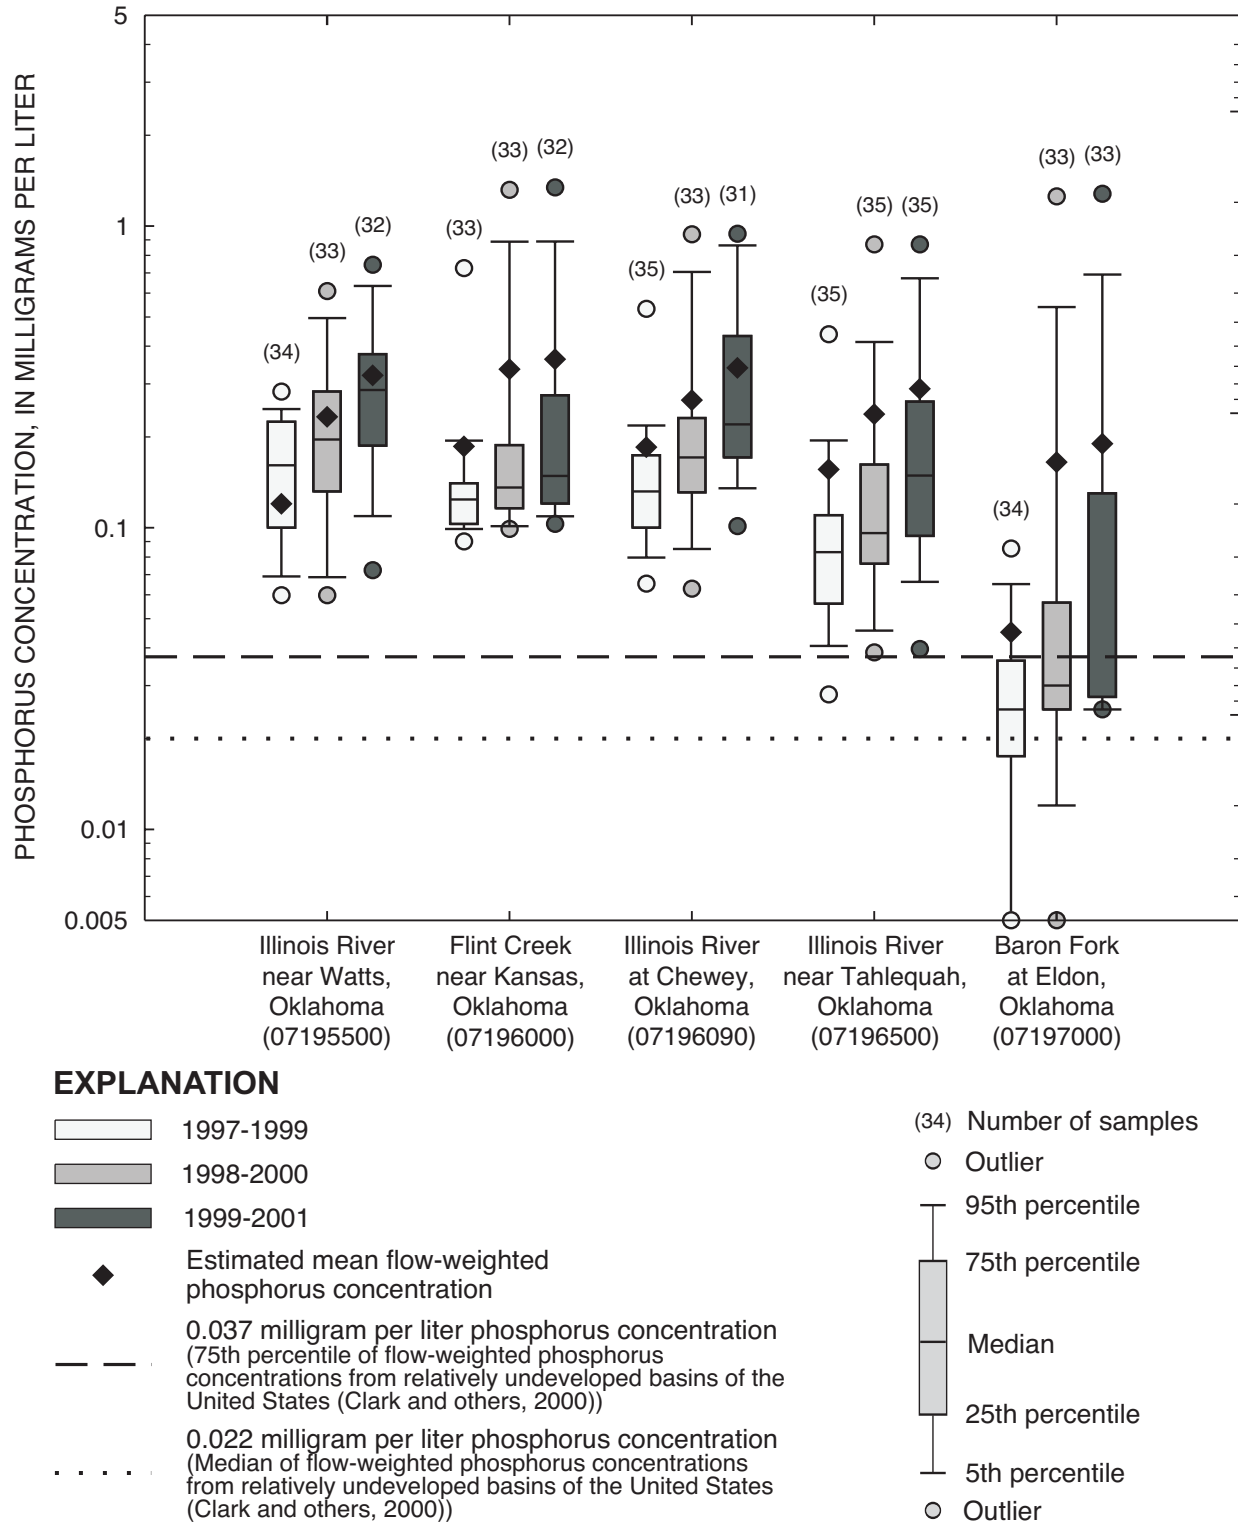 PHOSPHORUS CONCENTRATION, IN MILLIGRAMS PER LITER
5
1
0.1
0.01
0.005
(34)
(33)
(32)
(33)
(33)
(32)
(35)
(33)
(31)
(35)
(35)
(35)
(34)
(33)
(33)
Illinois River
near Watts,
Oklahoma
(07195500)
Flint Creek
near Kansas,
Oklahoma
(07196000)
Illinois River
at Chewey,
Oklahoma
(07196090)
Illinois River
near Tahlequah,
Oklahoma
(07196500)
Baron Fork
at Eldon,
Oklahoma
(07197000)
EXPLANATION
1997-1999
1998-2000
1999-2001
Estimated mean flow-weighted
phosphorus concentration
0.037 milligram per liter phosphorus concentration
(75th percentile of flow-weighted phosphorus
concentrations from relatively undeveloped basins of the
United States (Clark and others, 2000))
0.022 milligram per liter phosphorus concentration
(Median of flow-weighted phosphorus concentrations
from relatively undeveloped basins of the United States
(Clark and others, 2000))
(34) Number of samples
Outlier
95th percentile
75th percentile
Median
25th percentile
5th percentile
Outlier